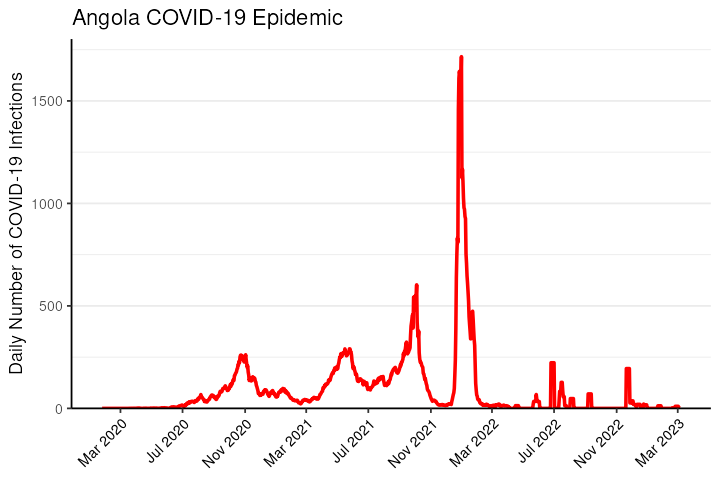 Angola COVID-19 Epidemic
Daily Number of COVID-19 Infections
1500
1000
500
0
Mar 2020
Jul 2020
Nov 2020
Mar 2021
Jul 2021
Nov 2021
Mar 2022
Jul 2022
Nov 2022
Mar 2023